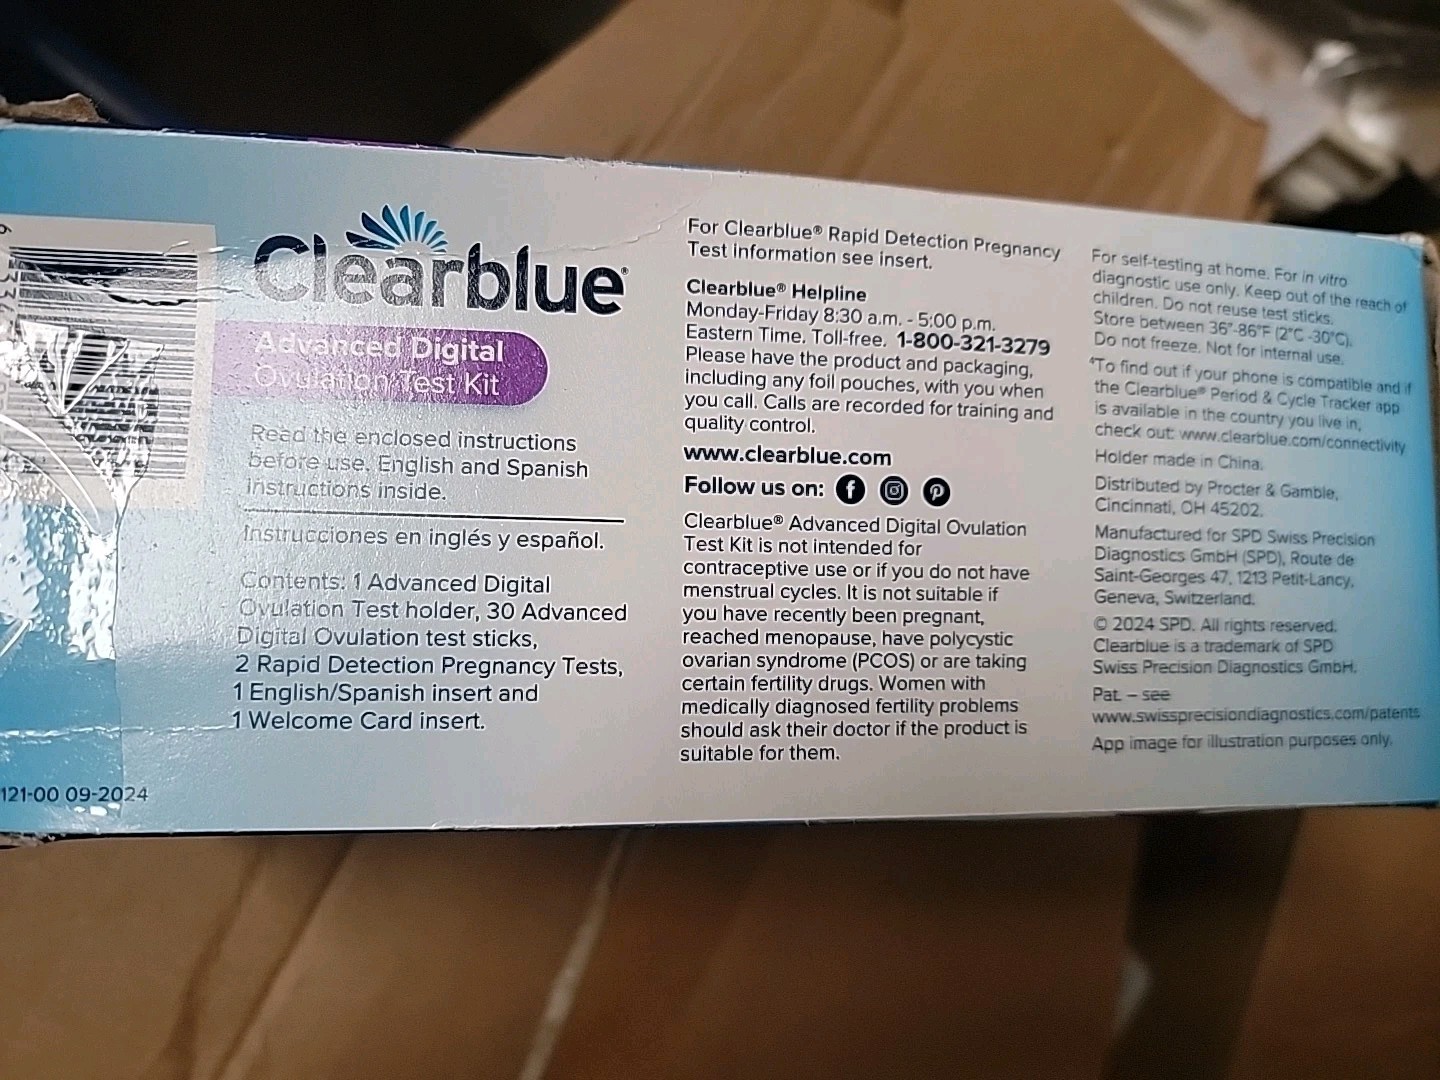 Clearblue®
Advanced Digital
Ovulation Test Kit
Read the enclosed instructions
before use. English and Spanish
instructions inside.
Instrucciones en inglés y español.
Contents: 1 Advanced Digital
Ovulation Test holder, 30 Advanced
Digital Ovulation test sticks,
2 Rapid Detection Pregnancy Tests,
1 English/Spanish insert and
1 Welcome Card insert.
121-00 09-2024
For Clearblue® Rapid Detection Pregnancy
Test information see insert.
Clearblue® Helpline
Monday-Friday 8:30 a.m. - 5:00 p.m.
Eastern Time. Toll-free. 1-800-321-3279
Please have the product and packaging,
including any foil pouches, with you when
you call. Calls are recorded for training and
quality control.
www.clearblue.com
Follow us on:
Clearblue® Advanced Digital Ovulation
Test Kit is not intended for
contraceptive use or if you do not have
menstrual cycles. It is not suitable if
you have recently been pregnant,
reached menopause, have polycystic
ovarian syndrome (PCOS) or are taking
certain fertility drugs. Women with
medically diagnosed fertility problems
should ask their doctor if the product is
suitable for them.
For self-testing at home. For in vitro
diagnostic use only. Keep out of the reach of
children. Do not reuse test sticks.
Store between 36°-86°F (2°C -30°C).
Do not freeze. Not for internal use.
*To find out if your phone is compatible and if
the Clearblue® Period & Cycle Tracker app
is available in the country you live in,
check out: www.clearblue.com/connectivity
Holder made in China.
Distributed by Procter & Gamble,
Cincinnati, OH 45202.
Manufactured for SPD Swiss Precision
Diagnostics GmbH (SPD), Route de
Saint-Georges 47, 1213 Petit-Lancy,
Geneva, Switzerland.
© 2024 SPD. All rights reserved.
Clearblue is a trademark of SPD
Swiss Precision Diagnostics GmbH.
Pat. – see
www.swissprecisiondiagnostics.com/patents
App image for illustration purposes only.